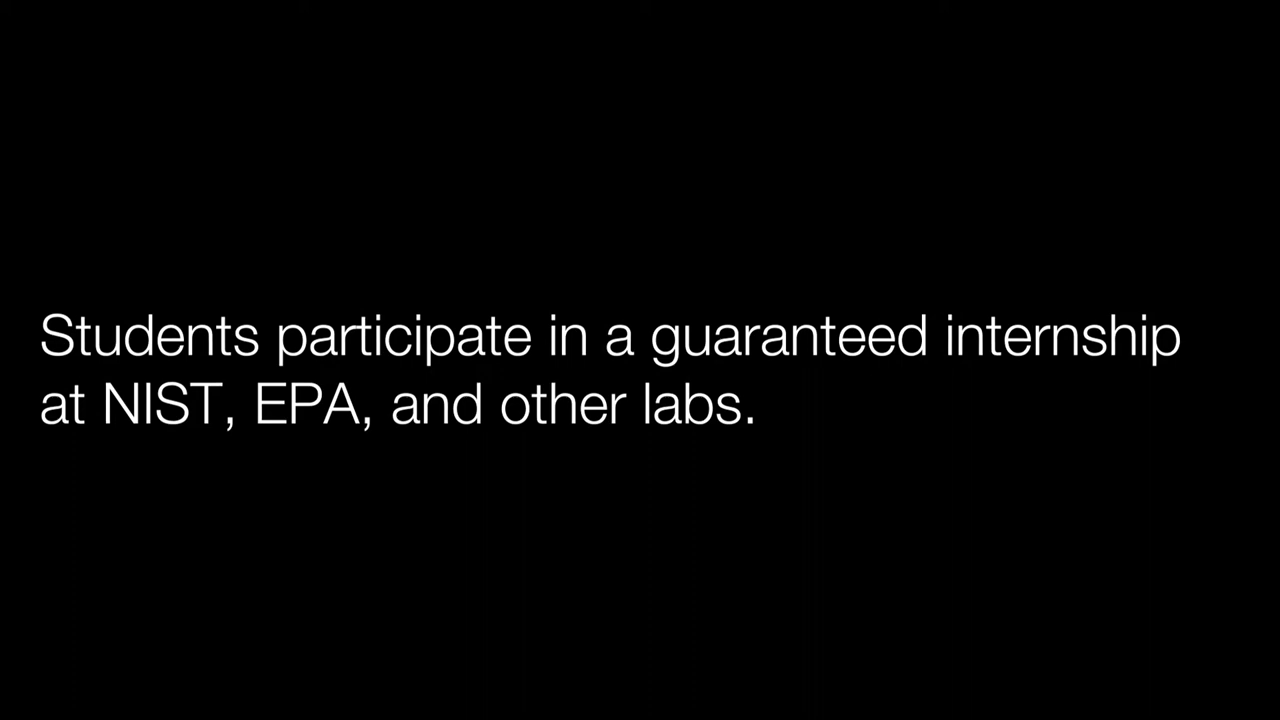 Students participate in a guaranteed internship
at NIST, EPA, and other labs.